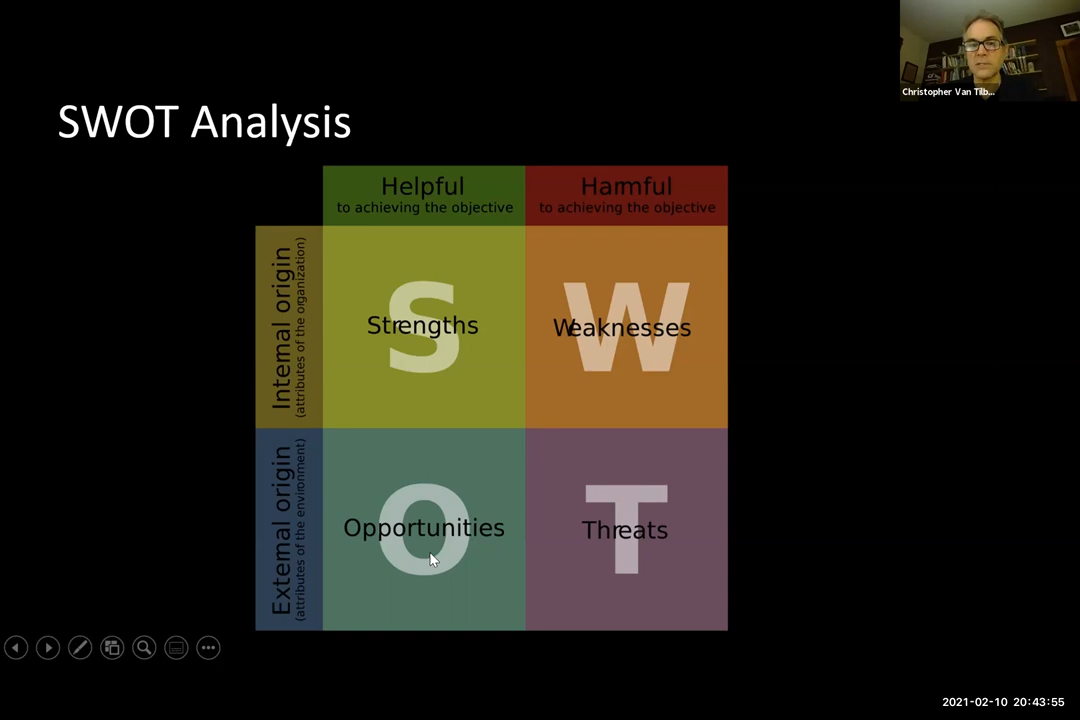 Christopher Van Tilb...
SWOT Analysis
Helpful
to achieving the objective
Harmful
to achieving the objective
Internal origin
(attributes of the organization)
S
Strengths
W
Weaknesses
External origin
(attributes of the environment)
O
Opportunities
T
Threats
2021-02-10 20:43:55